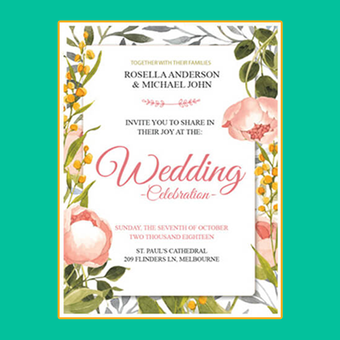 TOGETHER WITH THEIR FAMILIES
ROSELLA ANDERSON
& MICHAEL JOHN
INVITE YOU TO SHARE IN
THEIR JOY AT THE:
Wedding
-Celebration-
SUNDAY, THE SEVENTH OF OCTOBER
TWO THOUSAND EIGHTEEN
ST. PAUL'S CATHEDRAL
209 FLINDERS LN. MELBOURNE